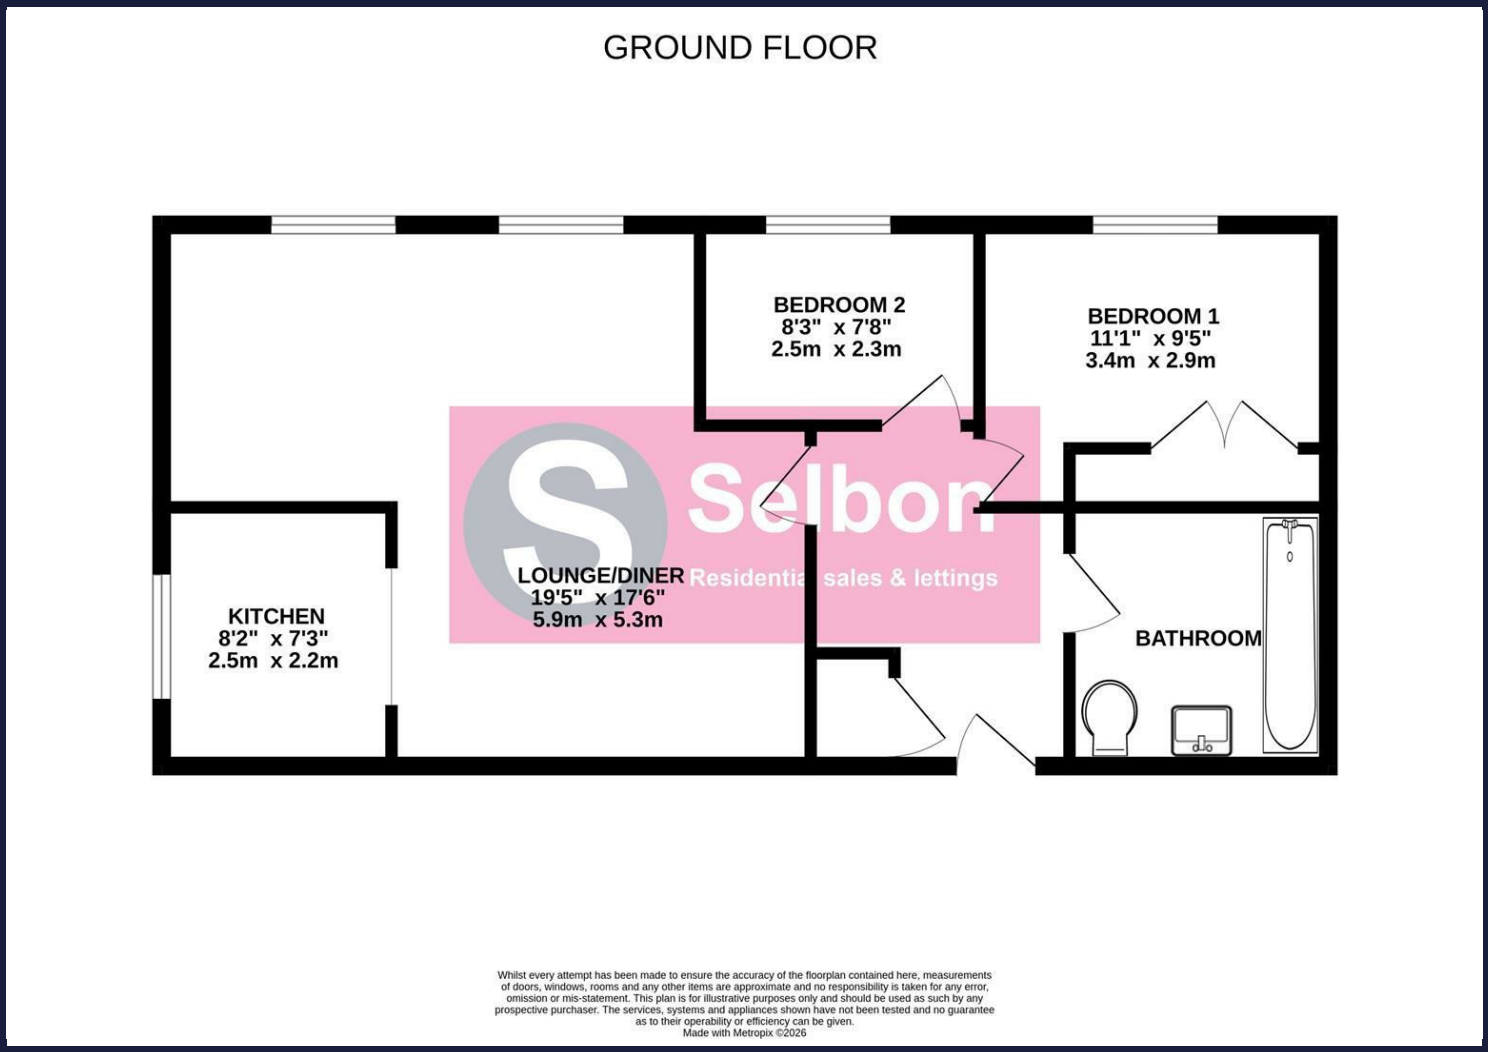 GROUND FLOOR
BEDROOM 2
8'3" x 7'8"
2.5m x 2.3m
BEDROOM 1
11'1" x 9'5"
3.4m x 2.9m
S
Selbon
Residential sales & lettings
LOUNGE/DINER
19'5" x 17'6"
5.9m x 5.3m
KITCHEN
8'2" x 7'3"
2.5m x 2.2m
BATHROOM
Whilst every attempt has been made to ensure the accuracy of the floorplan contained here, measurements
of doors, windows, rooms and any other items are approximate and no responsibility is taken for any error,
omission or mis-statement. This plan is for illustrative purposes only and should be used as such by any
prospective purchaser. The services, systems and appliances shown have not been tested and no guarantee
as to their operability or efficiency can be given.
Made with Metropix ©2026